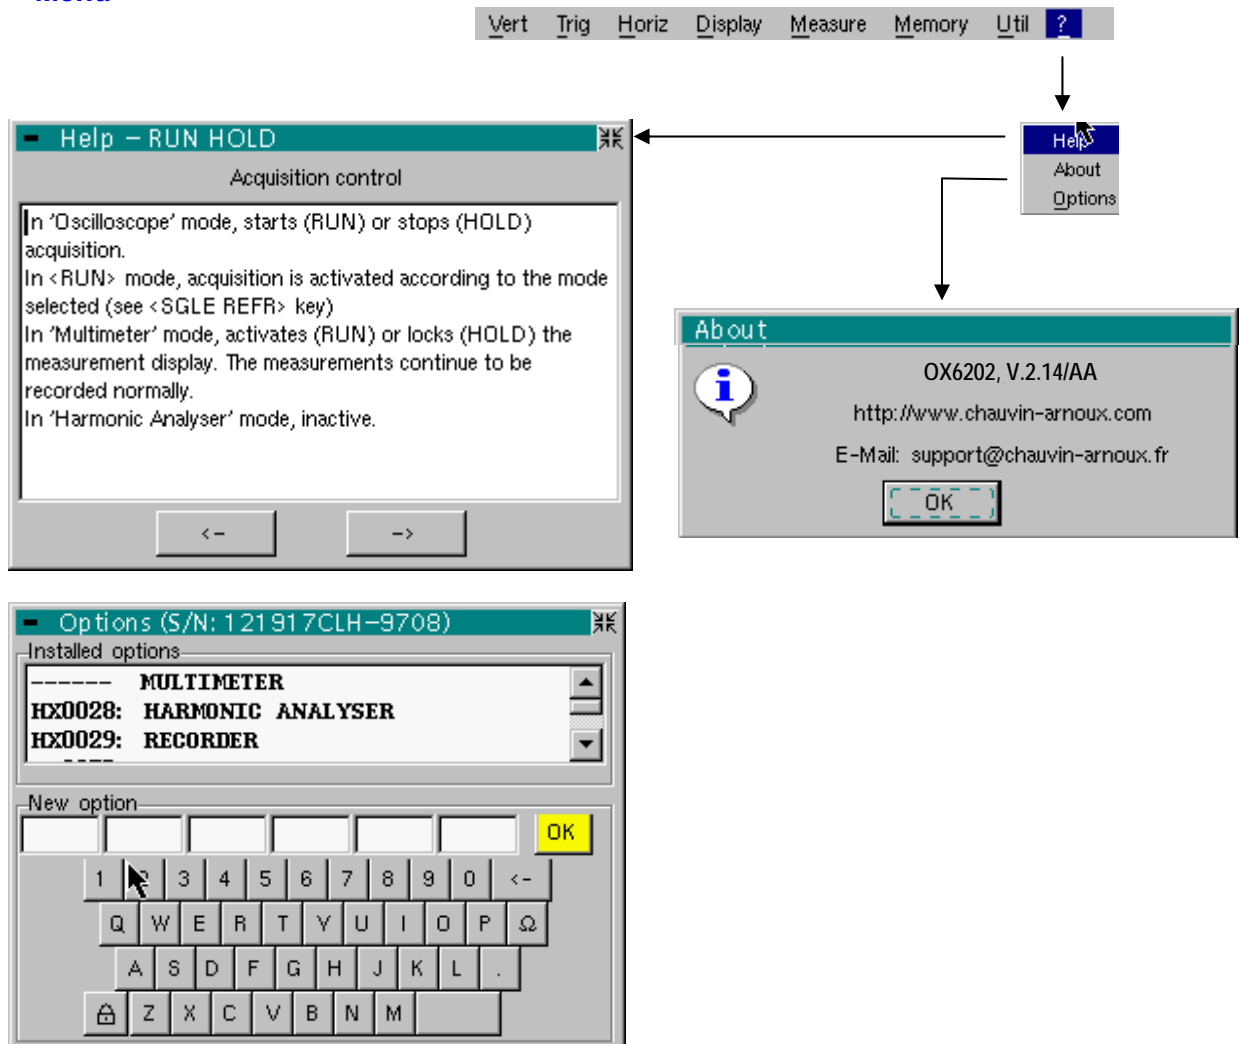 Vert Trig Horiz Display Measure Memory Util ?
Help
About
Options
Help – RUN HOLD
Acquisition control
In 'Oscilloscope' mode, starts (RUN) or stops (HOLD)
acquisition.
In <RUN> mode, acquisition is activated according to the mode
selected (see <SGLE REFR> key)
In 'Multimeter' mode, activates (RUN) or locks (HOLD) the
measurement display. The measurements continue to be
recorded normally.
In 'Harmonic Analyser' mode, inactive.
<- ->
About
OX6202, V.2.14/AA
http://www.chauvin-arnoux.com
E-Mail: support@chauvin-arnoux.fr
OK
Options (S/N: 121917CLH-9708)
Installed options
------ MULTIMETER
HX0028: HARMONIC ANALYSER
HX0029: RECORDER
New option
OK
1 2 3 4 5 6 7 8 9 0 <-
Q W E R T Y U I O P Ω
A S D F G H J K L .
Z X C V B N M